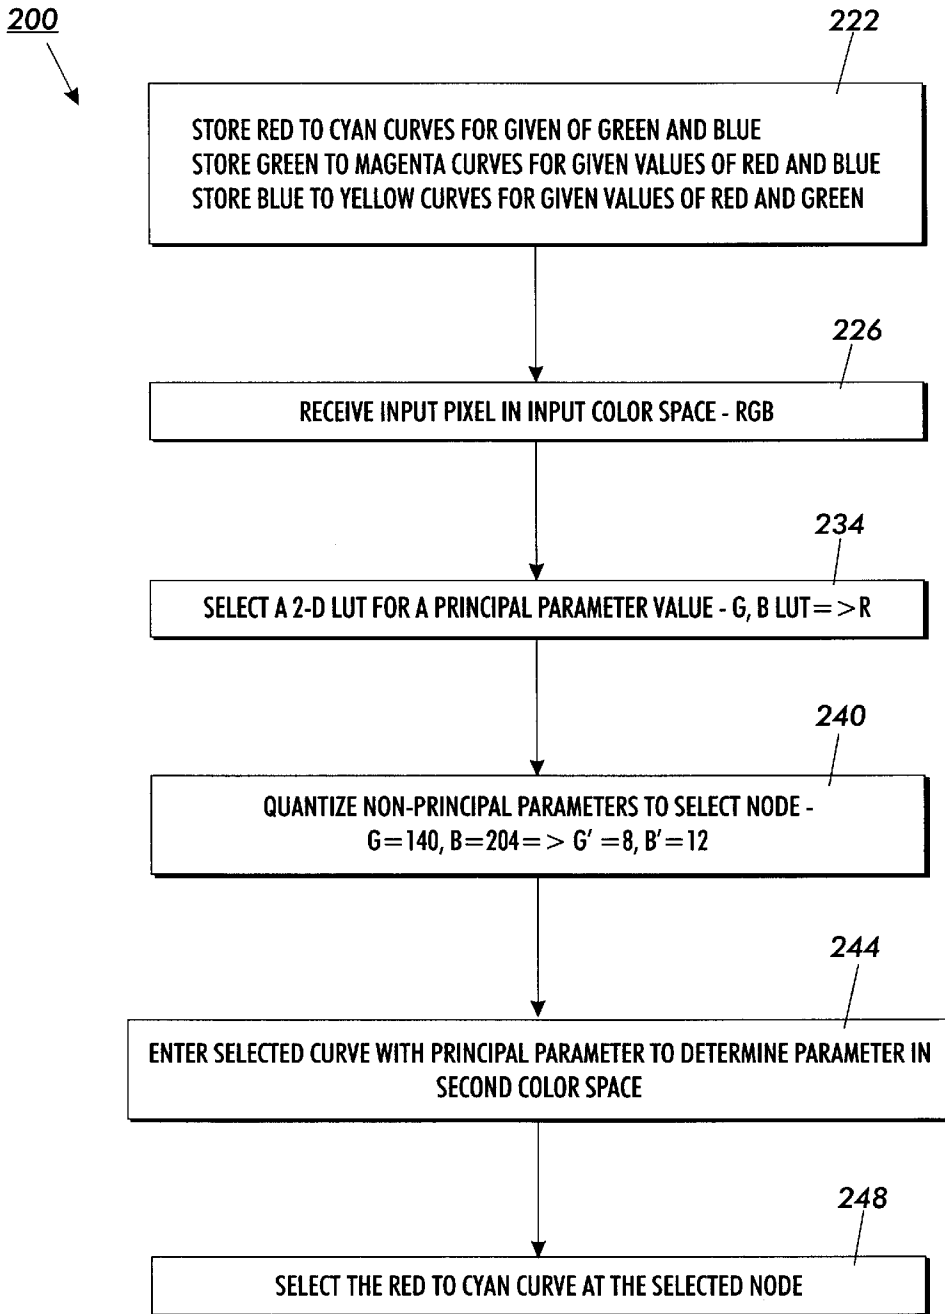 200
222
STORE RED TO CYAN CURVES FOR GIVEN OF GREEN AND BLUE
STORE GREEN TO MAGENTA CURVES FOR GIVEN VALUES OF RED AND BLUE
STORE BLUE TO YELLOW CURVES FOR GIVEN VALUES OF RED AND GREEN
226
RECEIVE INPUT PIXEL IN INPUT COLOR SPACE - RGB
234
SELECT A 2-D LUT FOR A PRINCIPAL PARAMETER VALUE - G, B LUT=>R
240
QUANTIZE NON-PRINCIPAL PARAMETERS TO SELECT NODE -
G=140, B=204=> G' =8, B'=12
244
ENTER SELECTED CURVE WITH PRINCIPAL PARAMETER TO DETERMINE PARAMETER IN
SECOND COLOR SPACE
248
SELECT THE RED TO CYAN CURVE AT THE SELECTED NODE